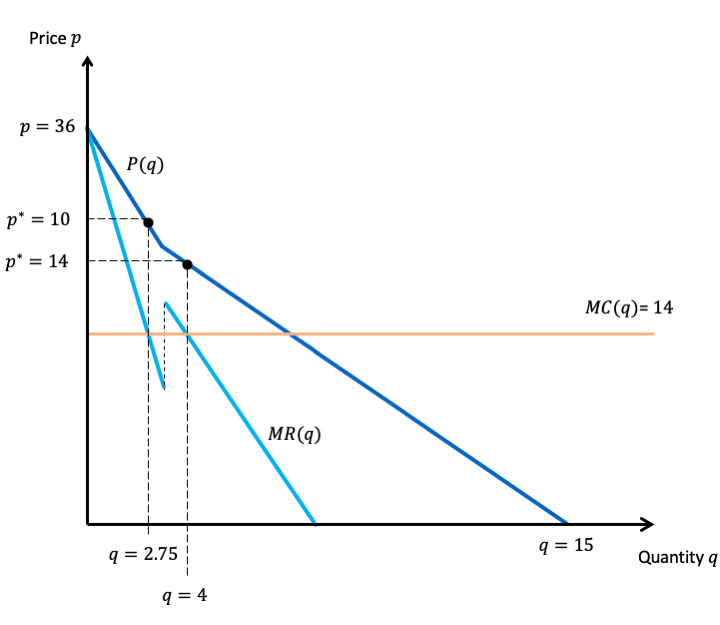 Price p
p = 36
P(q)
p* = 10
p* = 14
MC(q)= 14
MR(q)
q = 2.75
q = 15
Quantity q
q = 4